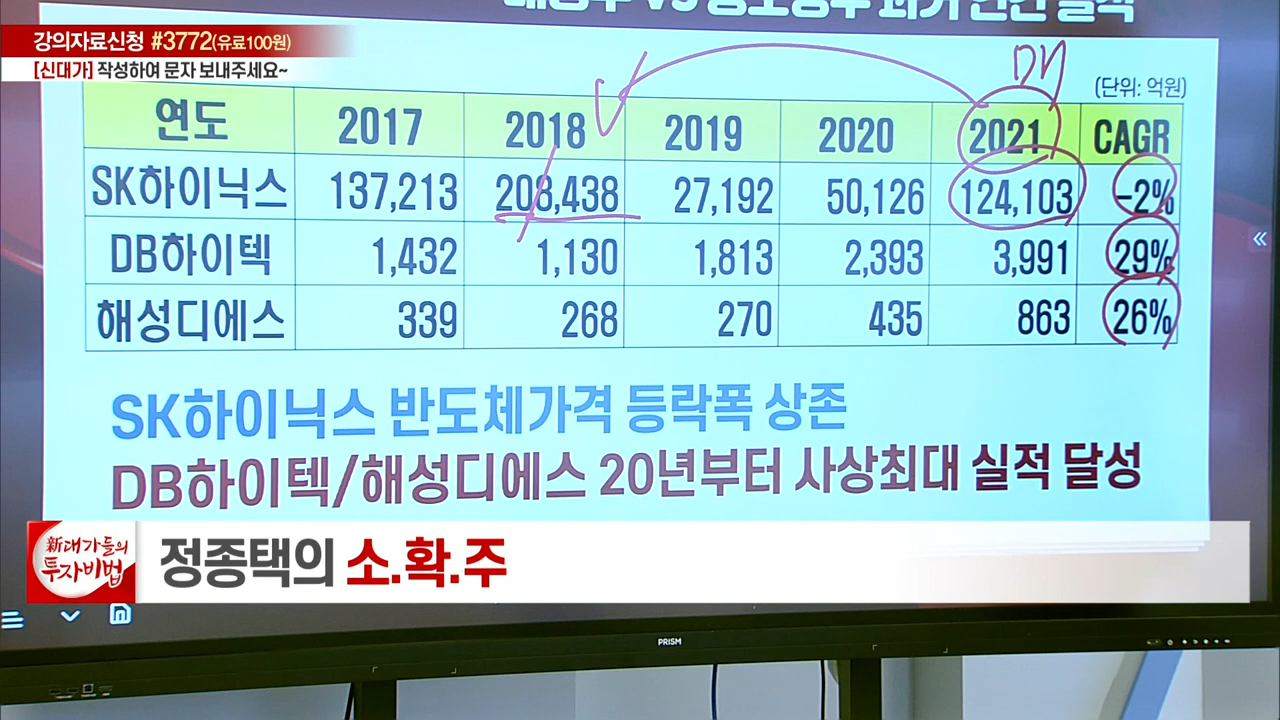 강의자료신청 #3772(유료100원)
[신대가] 작성하여 문자 보내주세요~
(단위: 억원)
연도 2017 2018 2019 2020 2021 CAGR
SK하이닉스 137,213 208,438 27,192 50,126 124,103 -2%
DB하이텍 1,432 1,130 1,813 2,393 3,991 29%
해성디에스 339 268 270 435 863 26%
SK하이닉스 반도체가격 등락폭 상존
DB하이텍/해성디에스 20년부터 사상최대 실적 달성
新대가들의
투자비법
정종택의 소.확.주
PRISM